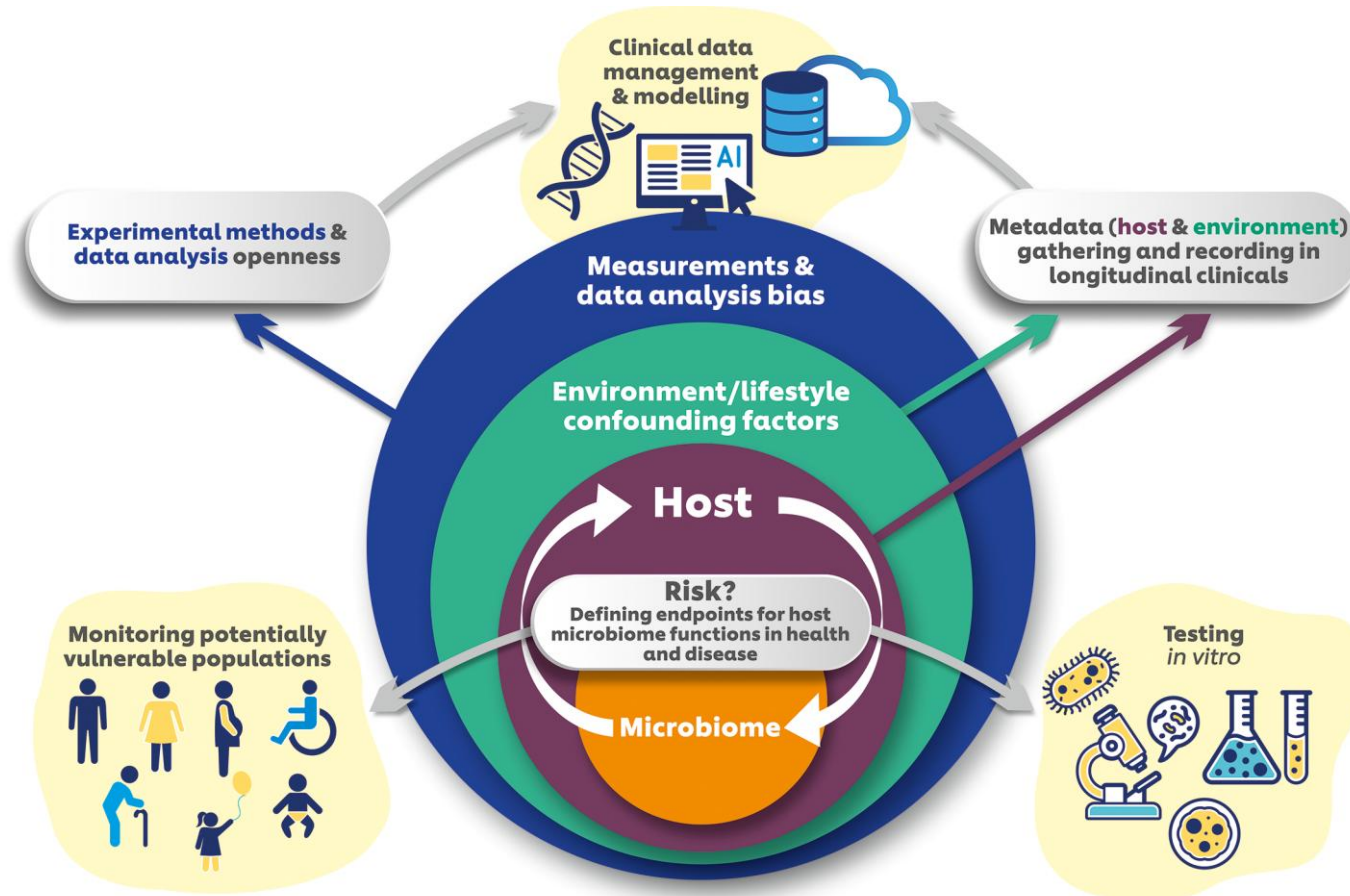 Clinical data
management
& modelling
AI
Experimental methods &
data analysis openness
Metadata (host & environment)
gathering and recording in
longitudinal clinicals
Measurements &
data analysis bias
Environment/lifestyle
confounding factors
Host
Risk?
Defining endpoints for host
microbiome functions in health
and disease
Microbiome
Monitoring potentially
vulnerable populations
Testing
in vitro